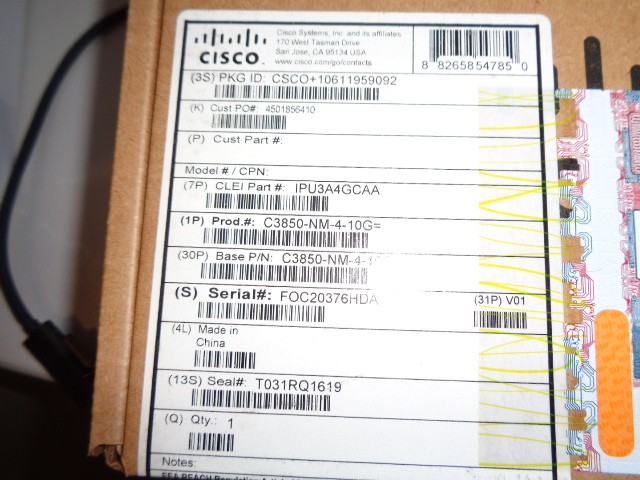 CISCO
Cisco Systems, Inc. and its affiliates
170 West Tasman Drive
San Jose, CA 95134 USA
www.cisco.com/go/contacts
8 82658 54785 0
(3S) PKG ID: CSCO+10611959092
(K) Cust PO#: 4501856410
(P) Cust Part #:
Model # / CPN:
(7P) CLEI Part #: IPU3A4GCAA
(1P) Prod.#: C3850-NM-4-10G=
(30P) Base P/N: C3850-NM-4-1
(S) Serial#: FOC20376HDA
(31P) V01
(4L) Made in
China
(13S) Seal#: T031RQ1619
(Q) Qty.: 1
Notes: